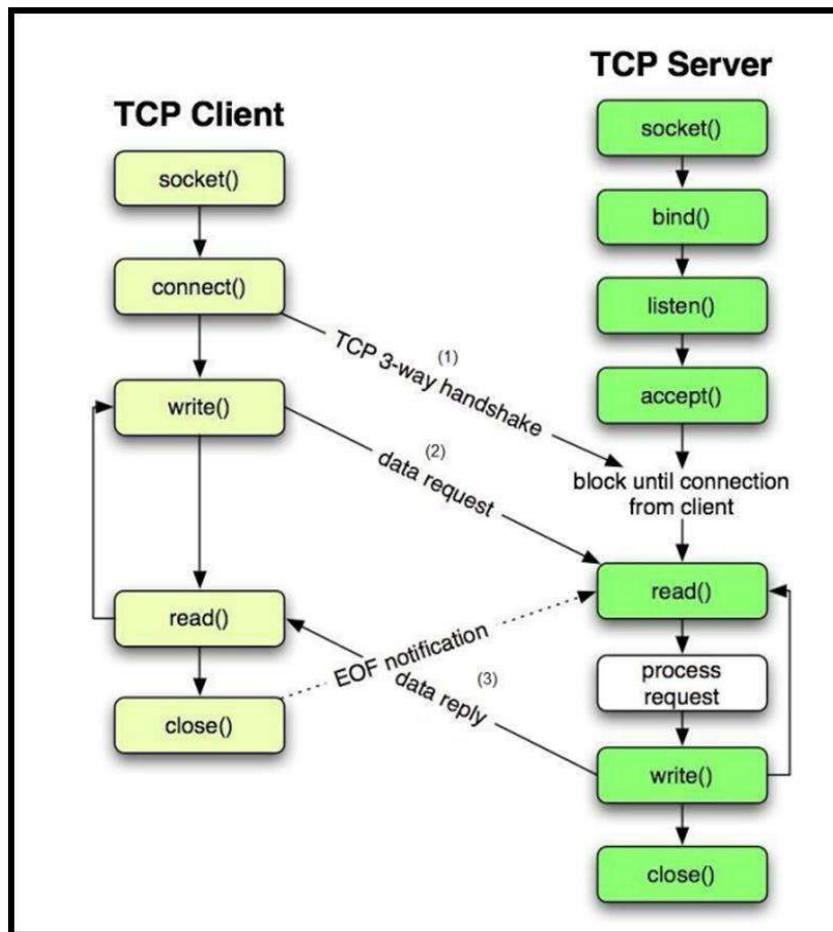 TCP Client
socket()
connect()
write()
read()
close()
(1)
TCP 3-way handshake
(2)
data request
EOF notification
(3)
data reply
TCP Server
socket()
bind()
listen()
accept()
block until connection
from client
read()
process
request
write()
close()